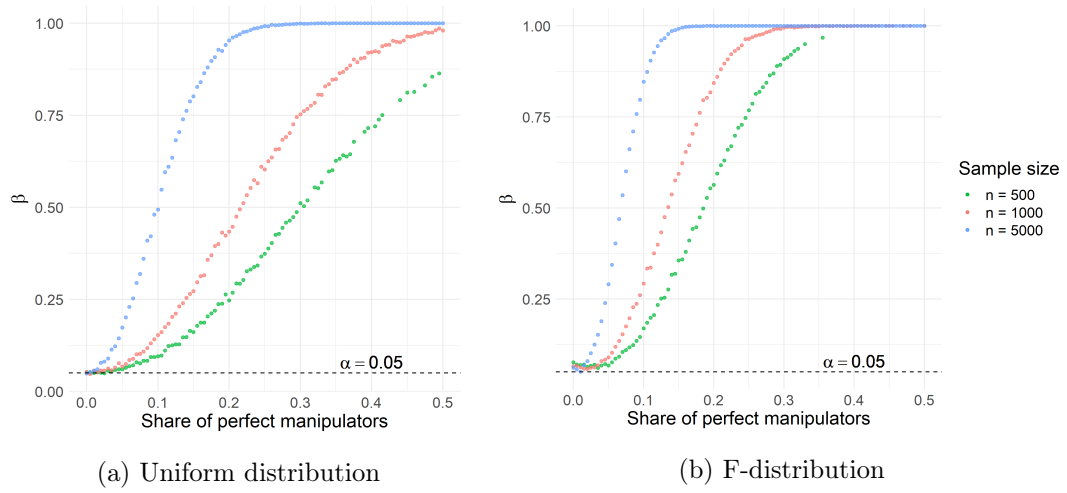 1.00
0.75
0.50
0.25
0.00
β
α = 0.05
0.0 0.1 0.2 0.3 0.4 0.5
Share of perfect manipulators
(a) Uniform distribution
1.00
0.75
0.50
0.25
β
α = 0.05
0.0 0.1 0.2 0.3 0.4 0.5
Share of perfect manipulators
(b) F-distribution
Sample size
n = 500
n = 1000
n = 5000